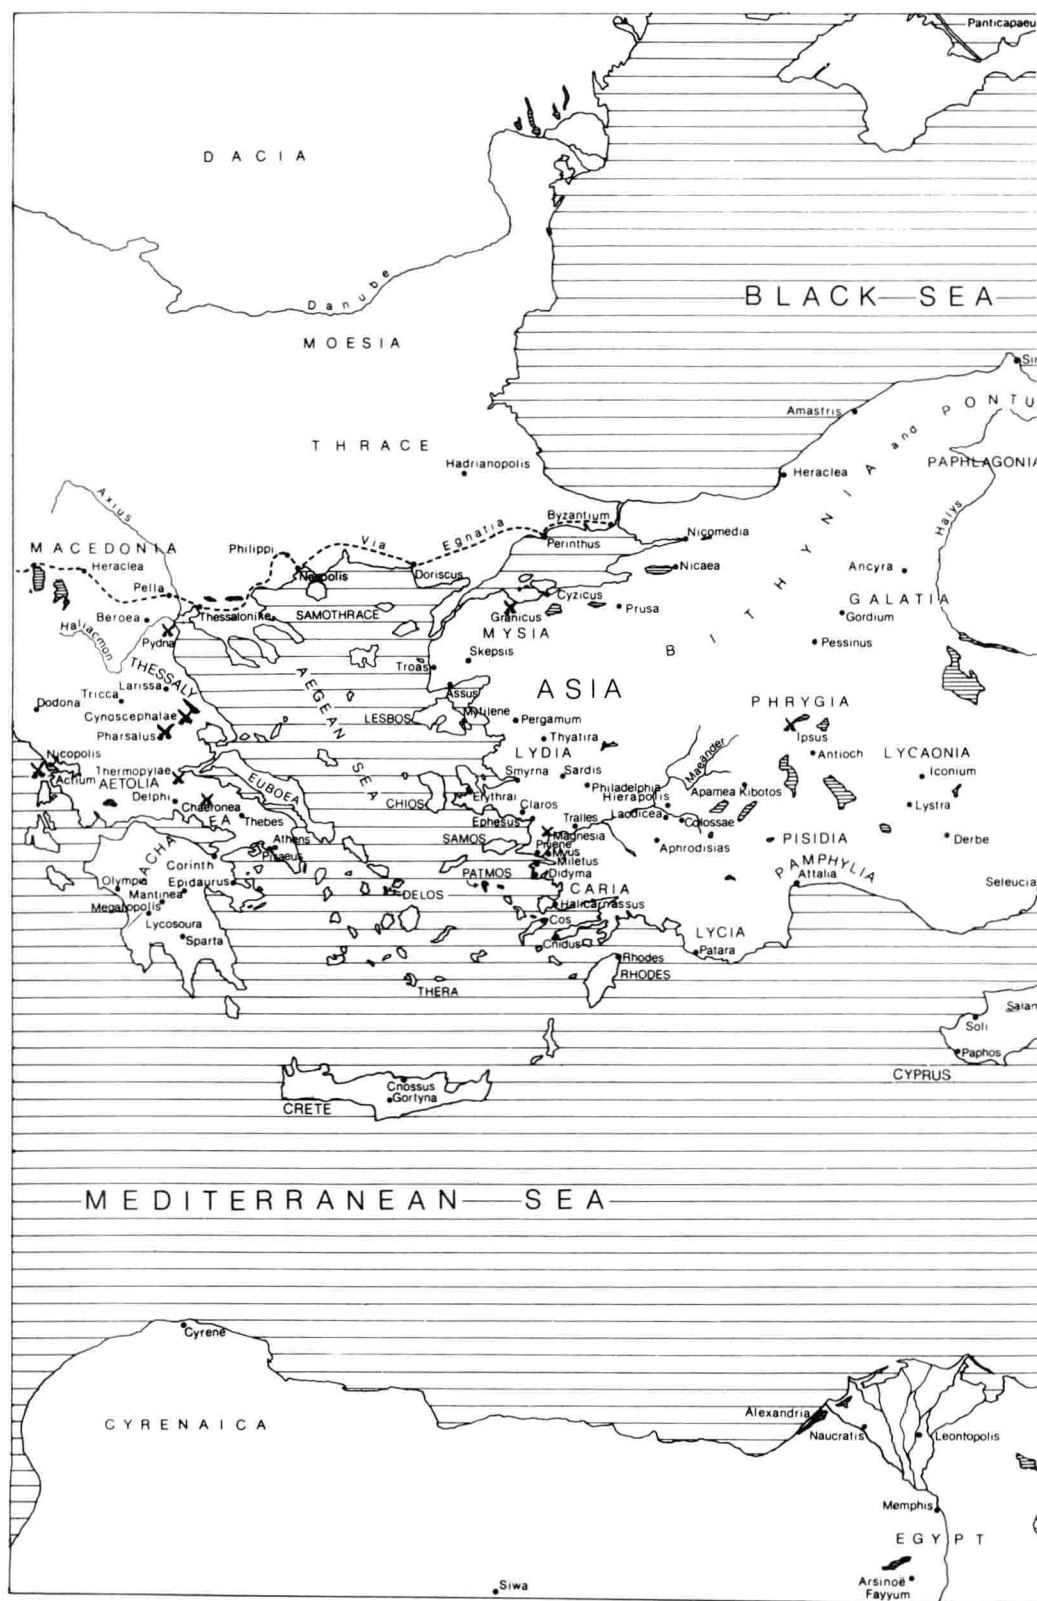 Panticapaeu
DACIA
Danube
BLACK SEA
MOESIA
Sin
Amastris
BITHYNIA and PONTU
THRACE
Hadrianopolis
Heraclea
PAPHLAGONIA
Axius
Halys
Byzantium
Via Egnatia
Nicomedia
MACEDONIA
Philippi
Perinthus
Heraclea
Neapolis
Doriscus
Nicaea
Ancyra
Pella
Cyzicus
GALATIA
Beroea
Thessalonike
SAMOTHRACE
Granicus
Prusa
Gordium
Haliacmon
Pydna
MYSIA
Pessinus
THESSALY
Skepsis
Troas
Larissa
AEGEAN SEA
Tricca
Assus
ASIA
Dodona
PHRYGIA
Cynoscephalae
LESBOS
Mytilene
Pergamum
Pharsalus
Thyatira
Ipsus
Nicopolis
LYDIA
Maeander
Antioch
LYCAONIA
Actium
Thermopylae
AETOLIA
EUBOEA
Smyrna
Sardis
Iconium
Delphi
Chaeronea
CHIOS
Erythrai
Philadelphia
Apamea Kibotos
Hierapolis
Claros
Lystra
Thebes
Ephesus
Tralles
Laodicea
Colossae
ACHAEA
Athens
SAMOS
Magnesia
Aphrodisias
PISIDIA
Derbe
Piraeus
Priene
Myus
Corinth
Miletus
PAMPHYLIA
PATMOS
Didyma
Attalia
Olympia
Epidaurus
Seleucia
Mantinea
DELOS
CARIA
Megalopolis
Halicarnassus
Lycosoura
Cos
LYCIA
Sparta
Cnidus
Patara
Rhodes
RHODES
THERA
Salam
Soli
Paphos
CYPRUS
Cnossus
Gortyna
CRETE
MEDITERRANEAN SEA
Cyrene
Alexandria
CYRENAICA
Naucratis
Leontopolis
Memphis
EGYPT
Arsinoë
Fayyum
Siwa